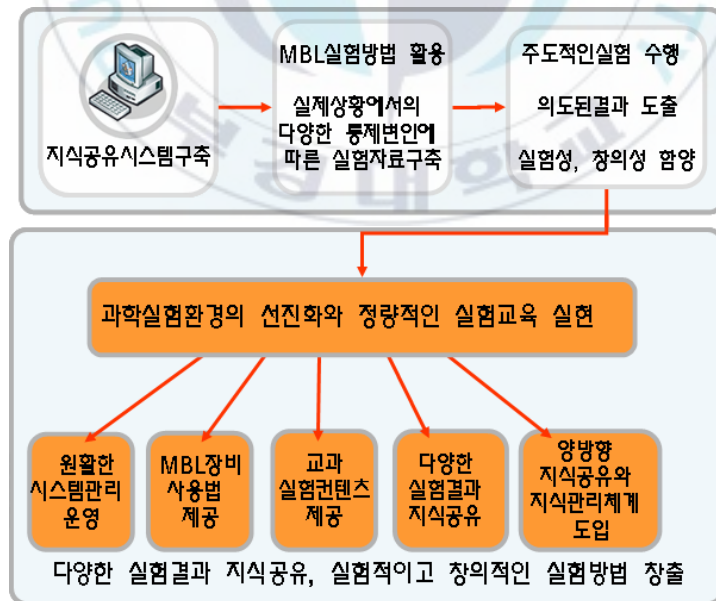 MBL실험방법 활용
실제상황에서의
다양한 통제변인에
따른 실험자료구축
주도적인실험 수행
의도된결과 도출
실험성, 창의성 함양
지식공유시스템구축
부경대학교
과학실험환경의 선진화와 정량적인 실험교육 실현
원활한
시스템관리
운영
MBL장비
사용법
제공
교과
실험컨텐츠
제공
다양한
실험결과
지식공유
양방향
지식공유와
지식관리체계
도입
다양한 실험결과 지식공유, 실험적이고 창의적인 실험방법 창출